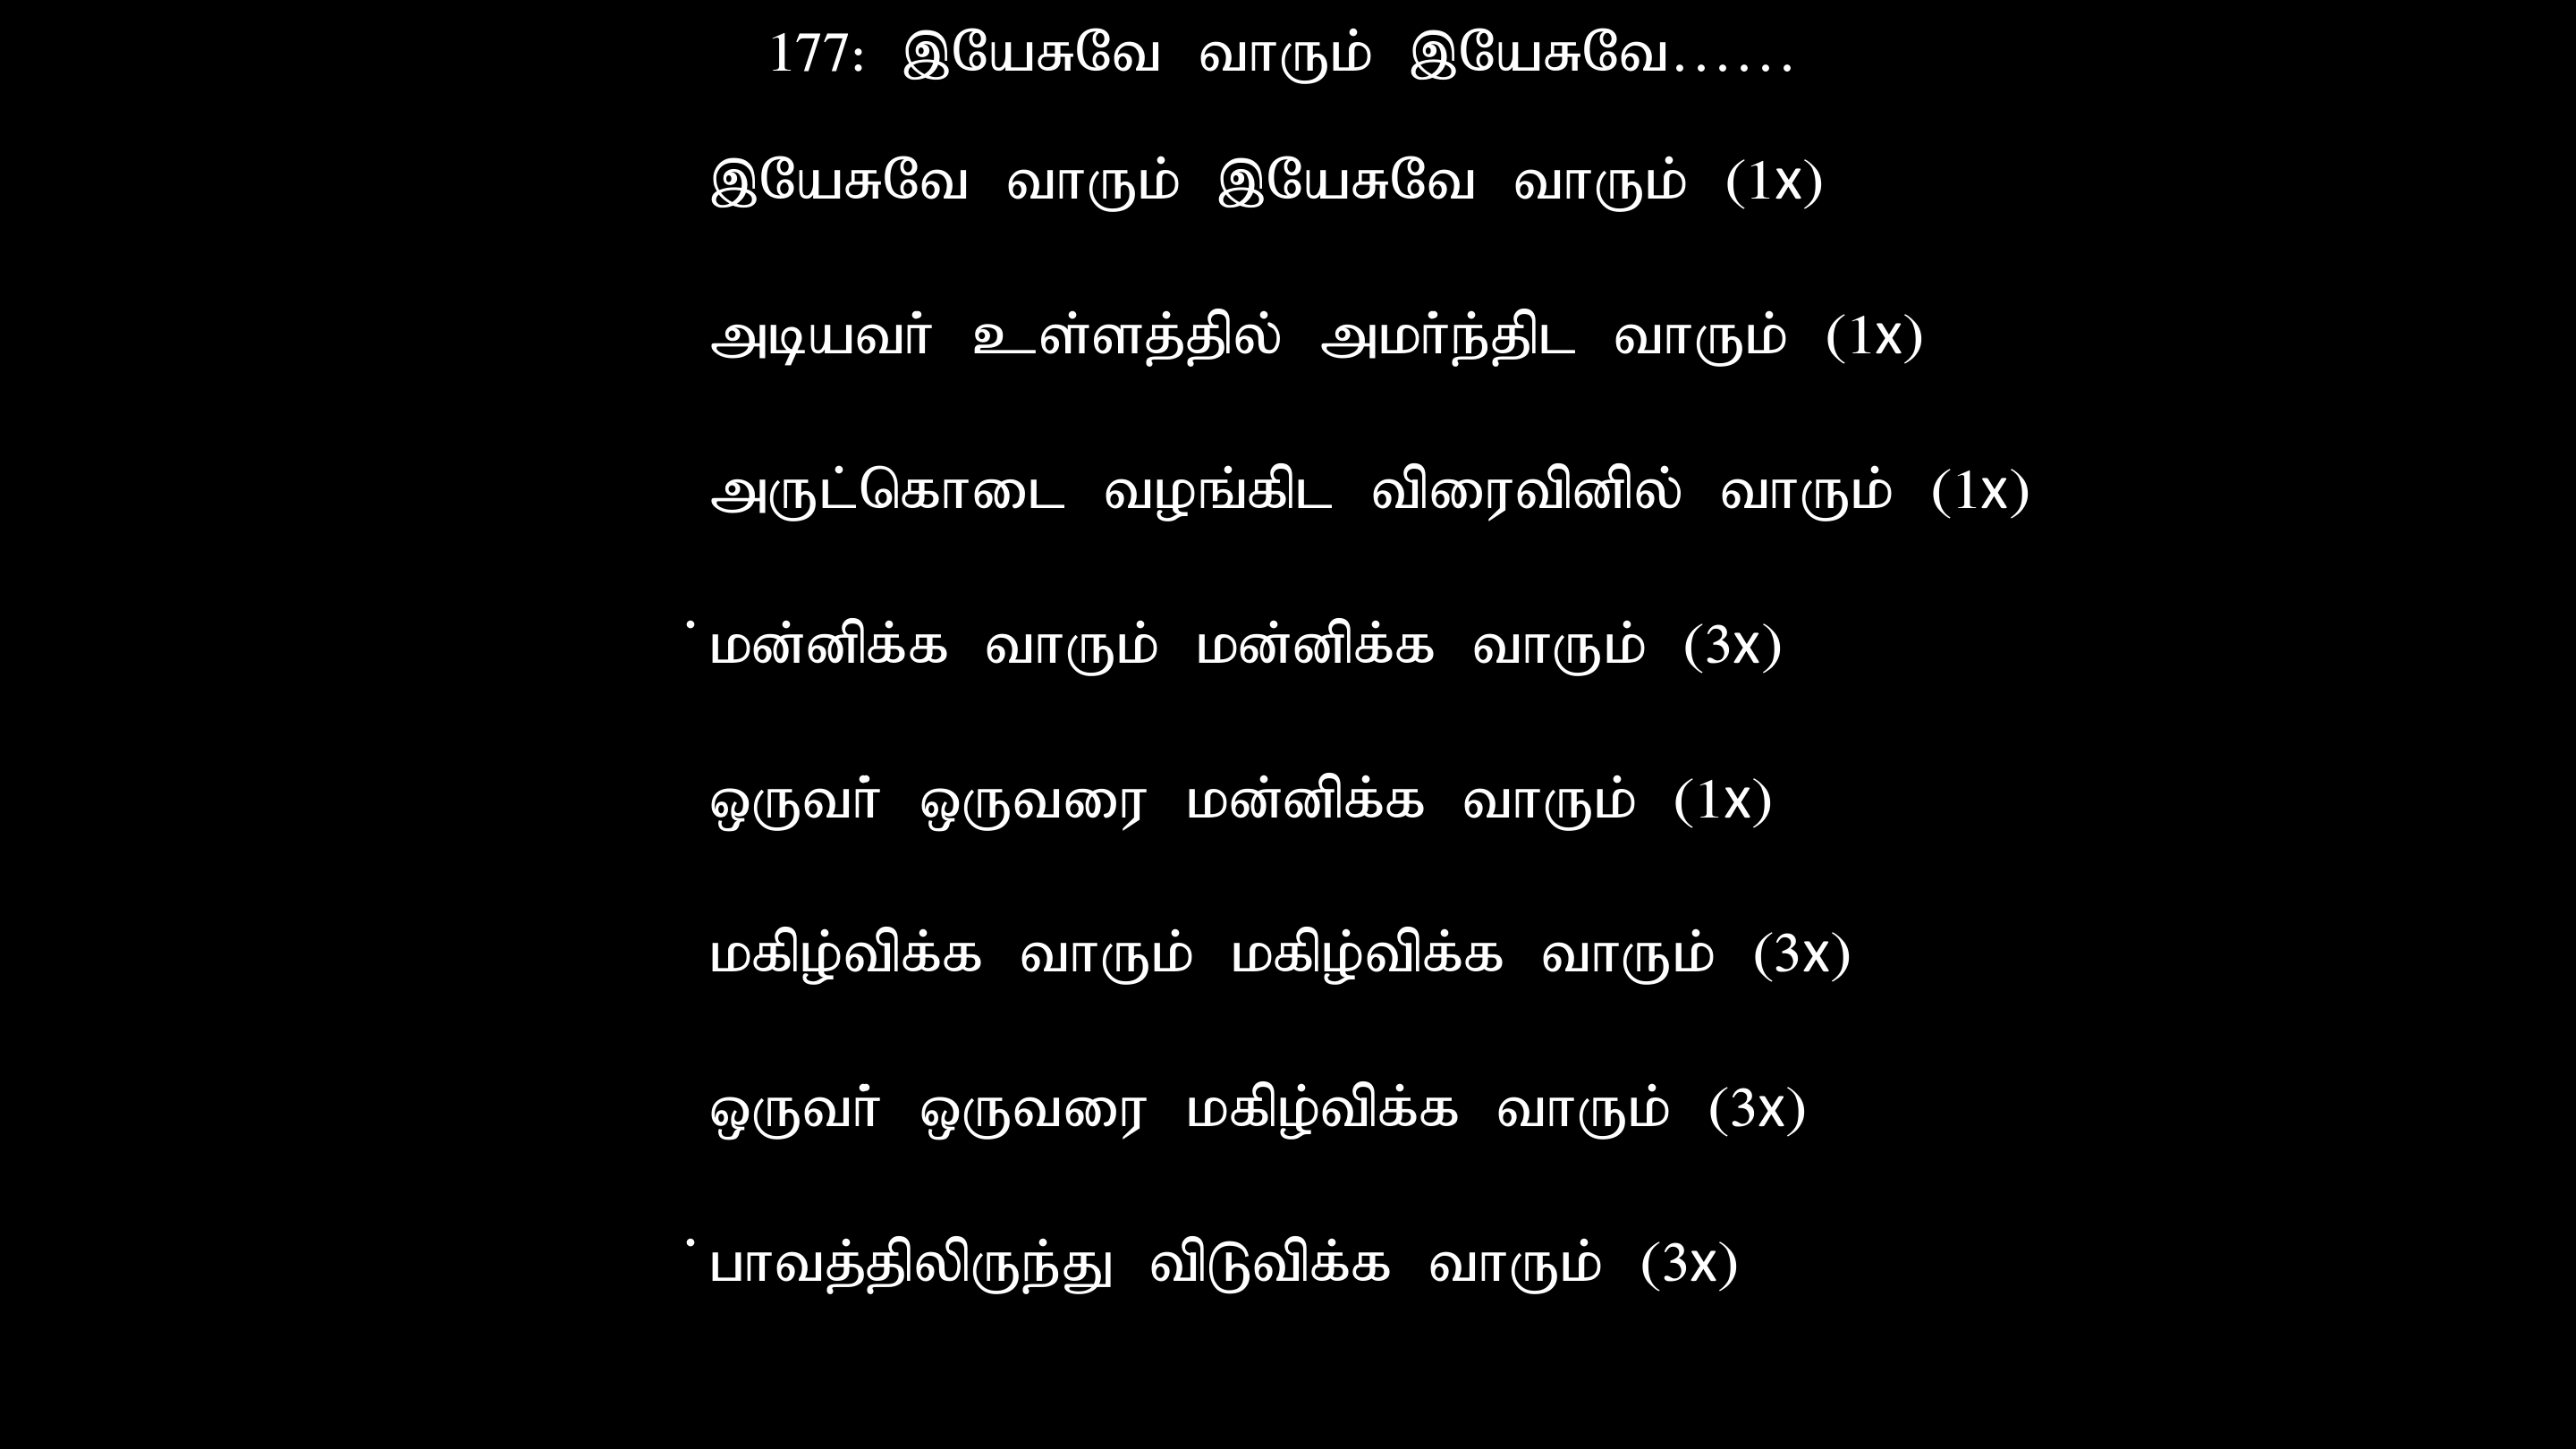 177: இயேசுவே வாரும் இயேசுவே......
இயேசுவே வாரும் இயேசுவே வாரும் (1x)
அடியவர் உள்ளத்தில் அமர்ந்திட வாரும் (1x)
அருட்கொடை வழங்கிட விரைவினில் வாரும் (1x)
மன்னிக்க வாரும் மன்னிக்க வாரும் (3x)
ஒருவர் ஒருவரை மன்னிக்க வாரும் (1x)
மகிழ்விக்க வாரும் மகிழ்விக்க வாரும் (3x)
ஒருவர் ஒருவரை மகிழ்விக்க வாரும் (3x)
பாவத்திலிருந்து விடுவிக்க வாரும் (3x)